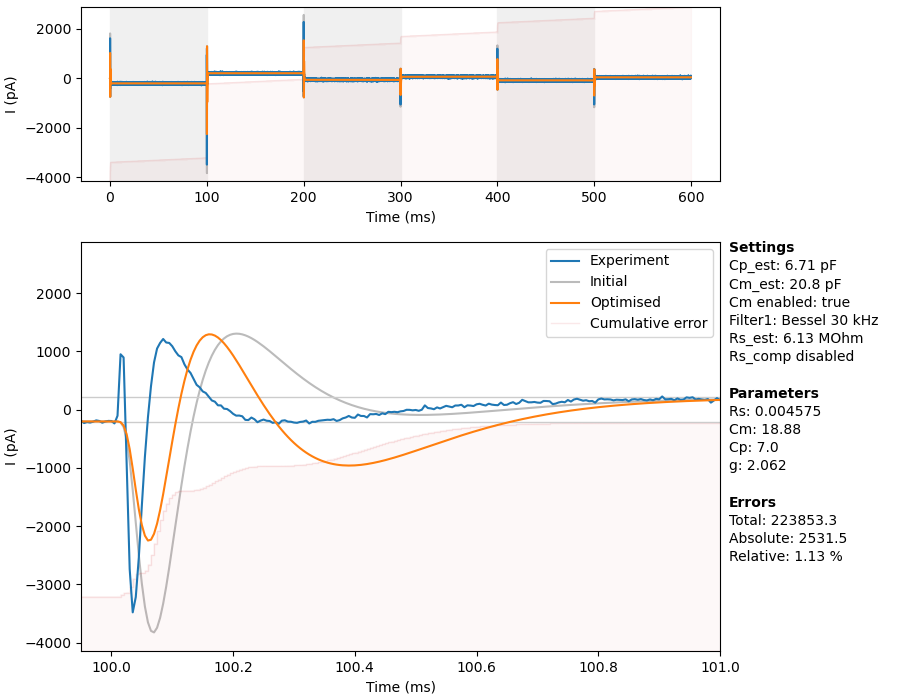 2000
0
−2000
−4000
I (pA)
0 100 200 300 400 500 600
Time (ms)
2000
1000
0
−1000
−2000
−3000
−4000
I (pA)
100.0 100.2 100.4 100.6 100.8 101.0
Time (ms)
Experiment
Initial
Optimised
Cumulative error
Settings
Cp_est: 6.71 pF
Cm_est: 20.8 pF
Cm enabled: true
Filter1: Bessel 30 kHz
Rs_est: 6.13 MOhm
Rs_comp disabled
Parameters
Rs: 0.004575
Cm: 18.88
Cp: 7.0
g: 2.062
Errors
Total: 223853.3
Absolute: 2531.5
Relative: 1.13 %